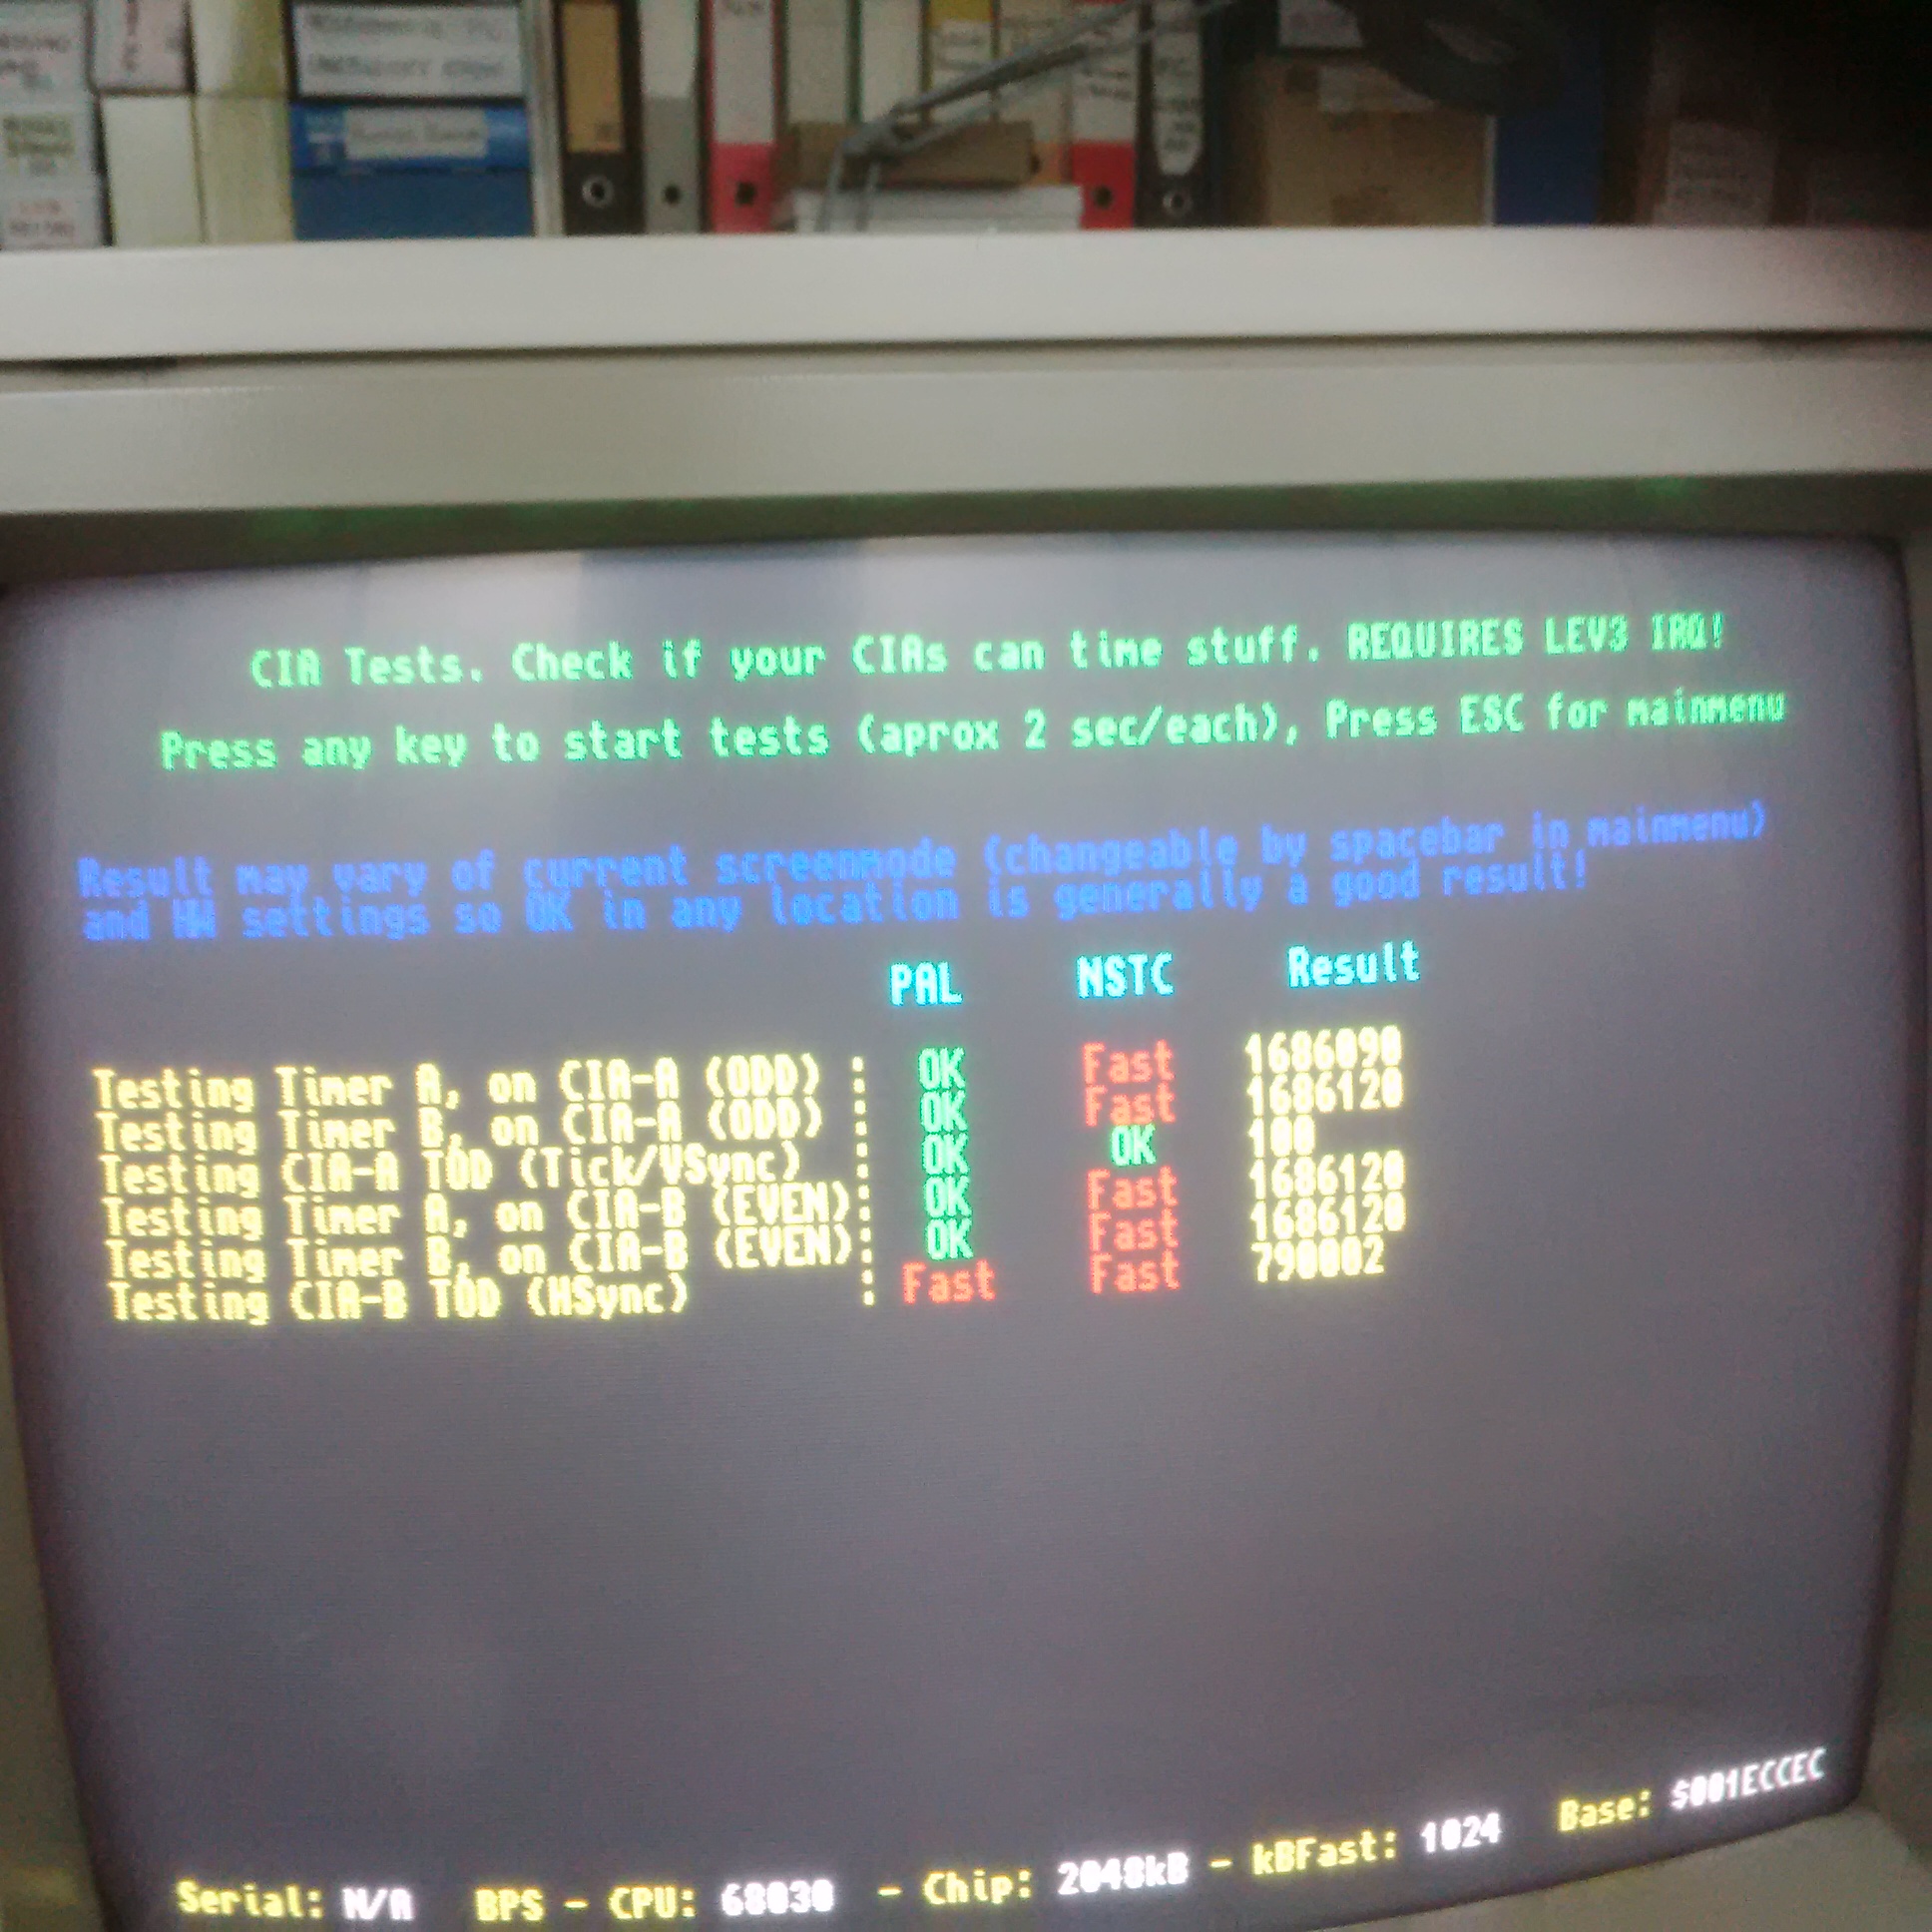 CIA Tests. Check if your CIAs can time stuff. REQUIRES LEV3 IRQ!
Press any key to start tests (aprox 2 sec/each), Press ESC for mainmenu
Result may vary of current screenmode (changeable by spacebar in mainmenu)
and HW settings so OK in any location is generally a good result!
PAL NSTC Result
Testing Timer A, on CIA-A (ODD) : OK Fast 1686090
Testing Timer B, on CIA-A (ODD) : OK Fast 1686120
Testing CIA-A TOD (Tick/VSync) : OK OK 100
Testing Timer A, on CIA-B (EVEN): OK Fast 1686120
Testing Timer B, on CIA-B (EVEN): OK Fast 1686120
Testing CIA-B TOD (HSync) : Fast Fast 790002
Serial: N/A BPS - CPU: 68030 - Chip: 2048kB - kBFast: 1024 Base: $001ECCEC